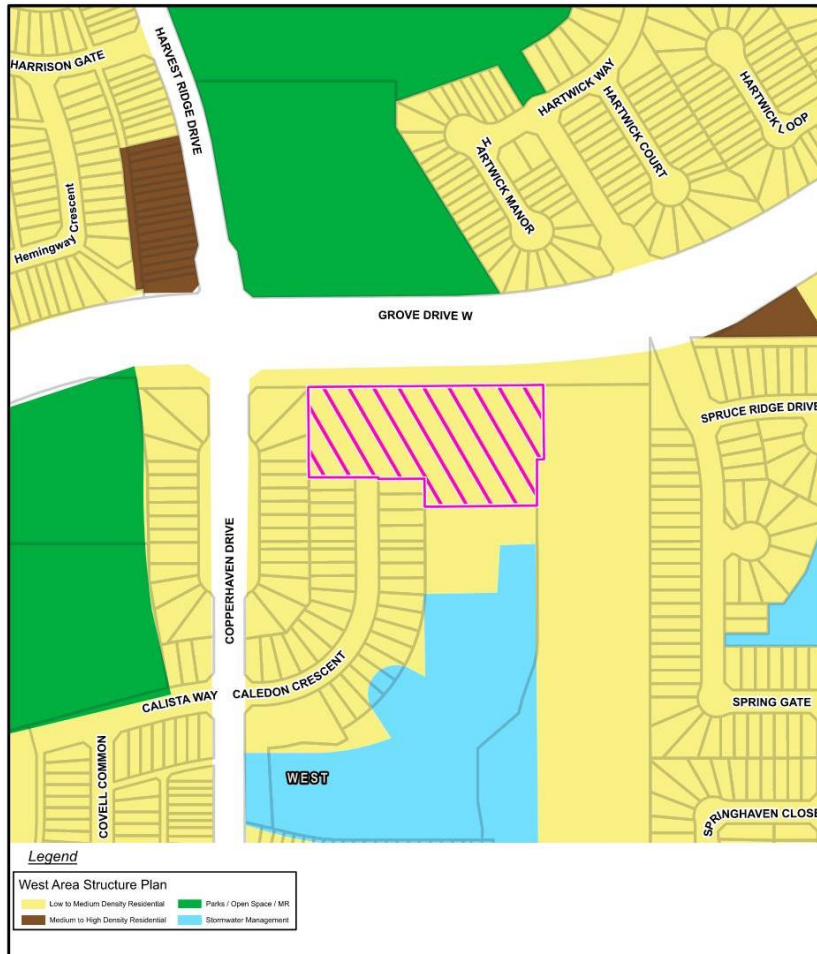 HARRISON GATE
HARVEST RIDGE DRIVE
HARTWICK WAY
HARTWICK LOOP
HARTWICK COURT
HARTWICK MANOR
Hemingway Crescent
GROVE DRIVE W
SPRUCE RIDGE DRIVE
COPPERHAVEN DRIVE
CALEDON CRESCENT
CALISTA WAY
SPRING GATE
COVELL COMMON
WEST
SPRINGHAVEN CLOSE
Legend
West Area Structure Plan
Low to Medium Density Residential
Parks / Open Space / MR
Medium to High Density Residential
Stormwater Management